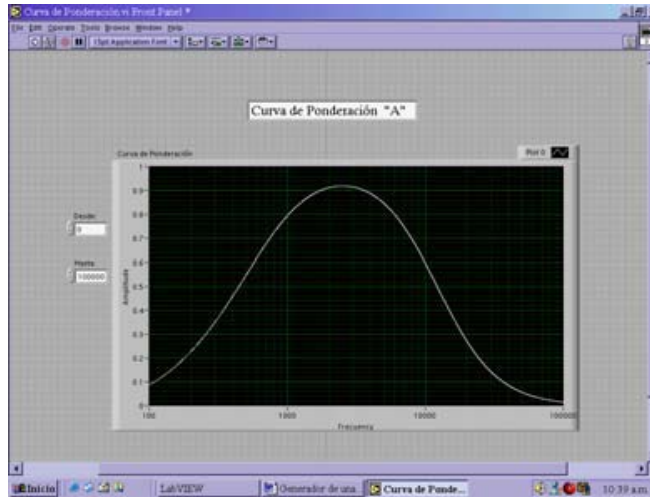 Curva de Ponderación.vi Front Panel *
File Edit Operate Tools Browse Window Help
13pt Application Font
Curva de Ponderación "A"
Curva de Ponderación
Plot 0
Desde:
0
Hasta:
100000
Amplitude
1
0.9
0.8
0.7
0.6
0.5
0.4
0.3
0.2
0.1
0
100
1000
10000
100000
Frecuency
Inicio
LabVIEW
Generador de una
Curva de Ponde...
10:39 a.m.